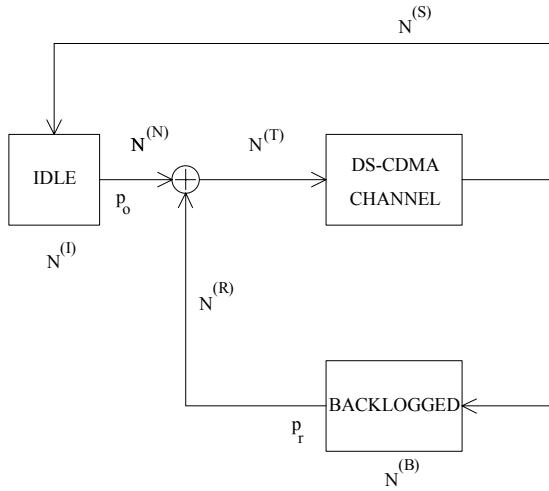 N^(S)
N^(N)
N^(T)
IDLE
DS-CDMA
CHANNEL
p_o
N^(I)
N^(R)
BACKLOGGED
p_r
N^(B)